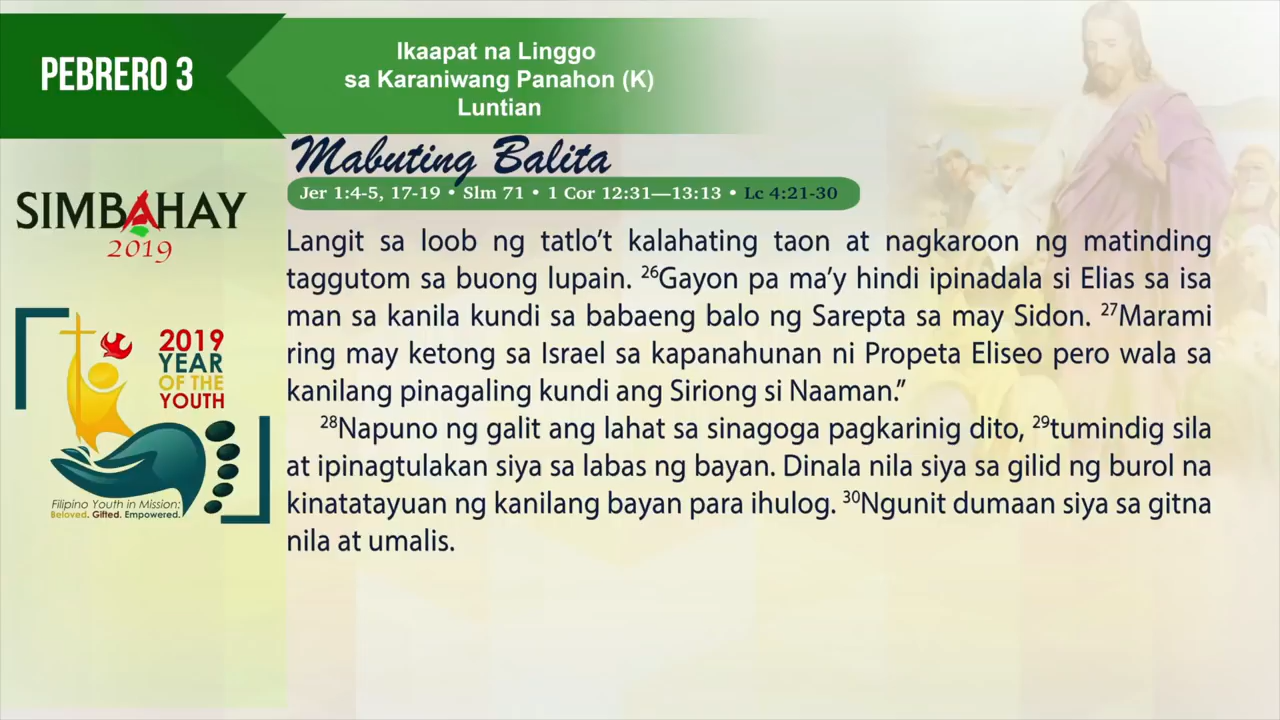 PEBRERO 3
Ikaapat na Linggo
sa Karaniwang Panahon (K)
Luntian
Mabuting Balita
Jer 1:4-5, 17-19 • Slm 71 • 1 Cor 12:31—13:13 • Lc 4:21-30
SIMBAHAY
2019
2019
YEAR
OF THE
YOUTH
Filipino Youth in Mission:
Beloved. Gifted. Empowered.
Langit sa loob ng tatlo’t kalahating taon at nagkaroon ng matinding
taggutom sa buong lupain. ²⁶Gayon pa ma’y hindi ipinadala si Elias sa isa
man sa kanila kundi sa babaeng balo ng Sarepta sa may Sidon. ²⁷Marami
ring may ketong sa Israel sa kapanahunan ni Propeta Eliseo pero wala sa
kanilang pinagaling kundi ang Siriong si Naaman.”
²⁸Napuno ng galit ang lahat sa sinagoga pagkarinig dito, ²⁹tumindig sila
at ipinagtulakan siya sa labas ng bayan. Dinala nila siya sa gilid ng burol na
kinatatayuan ng kanilang bayan para ihulog. ³⁰Ngunit dumaan siya sa gitna
nila at umalis.